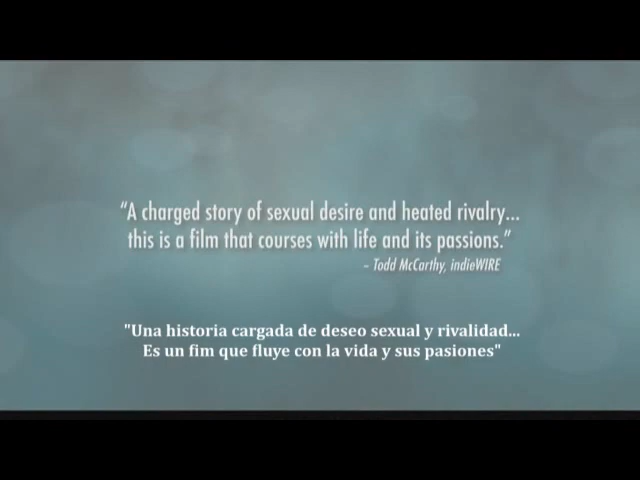 “A charged story of sexual desire and heated rivalry...
this is a film that courses with life and its passions.”
– Todd McCarthy, indieWIRE
"Una historia cargada de deseo sexual y rivalidad...
Es un fim que fluye con la vida y sus pasiones"